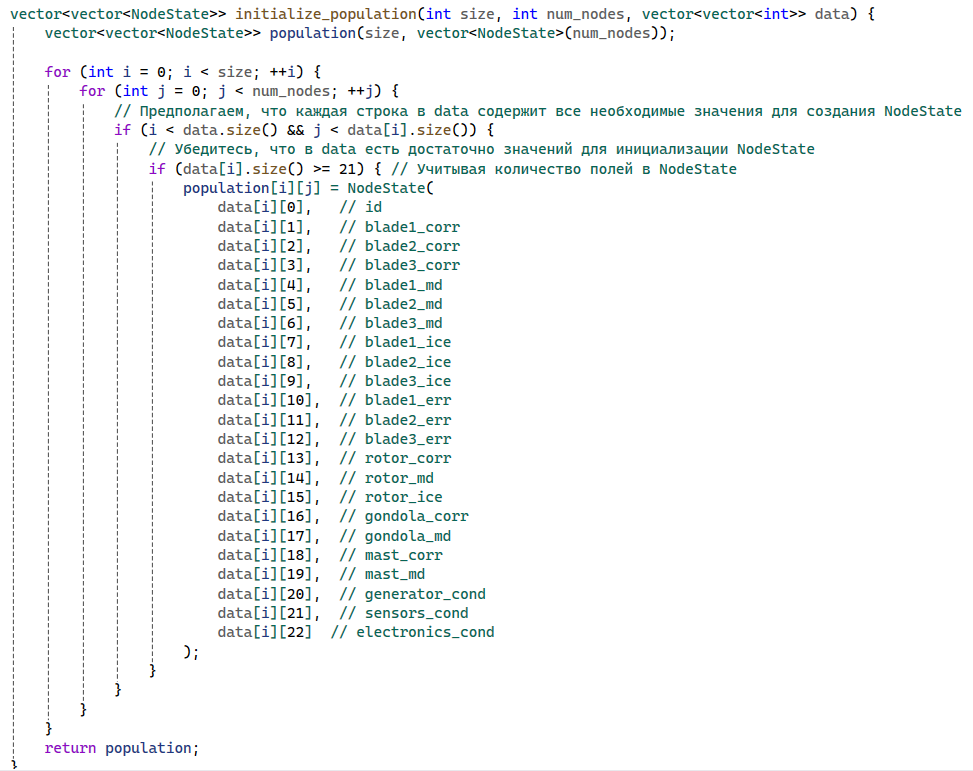 vector<vector<NodeState>> initialize_population(int size, int num_nodes, vector<vector<int>> data) {
    vector<vector<NodeState>> population(size, vector<NodeState>(num_nodes));

    for (int i = 0; i < size; ++i) {
        for (int j = 0; j < num_nodes; ++j) {
            // Предполагаем, что каждая строка в data содержит все необходимые значения для создания NodeState
            if (i < data.size() && j < data[i].size()) {
                // Убедитесь, что в data есть достаточно значений для инициализации NodeState
                if (data[i].size() >= 21) { // Учитывая количество полей в NodeState
                    population[i][j] = NodeState(
                        data[i][0],   // id
                        data[i][1],   // blade1_corr
                        data[i][2],   // blade2_corr
                        data[i][3],   // blade3_corr
                        data[i][4],   // blade1_md
                        data[i][5],   // blade2_md
                        data[i][6],   // blade3_md
                        data[i][7],   // blade1_ice
                        data[i][8],   // blade2_ice
                        data[i][9],   // blade3_ice
                        data[i][10],  // blade1_err
                        data[i][11],  // blade2_err
                        data[i][12],  // blade3_err
                        data[i][13],  // rotor_corr
                        data[i][14],  // rotor_md
                        data[i][15],  // rotor_ice
                        data[i][16],  // gondola_corr
                        data[i][17],  // gondola_md
                        data[i][18],  // mast_corr
                        data[i][19],  // mast_md
                        data[i][20],  // generator_cond
                        data[i][21],  // sensors_cond
                        data[i][22]  // electronics_cond
                    );
                }
            }
        }
    }
    return population;
}